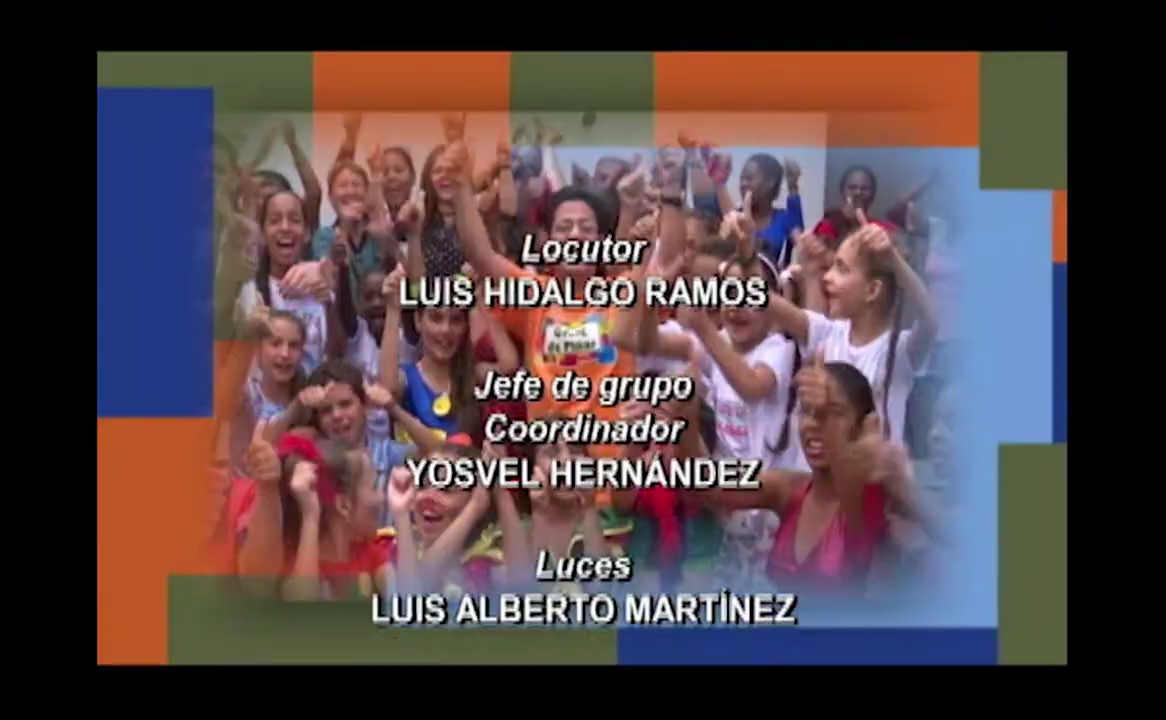 Locutor
LUIS HIDALGO RAMOS
Jefe de grupo
Coordinador
YOSVEL HERNÁNDEZ
Luces
LUIS ALBERTO MARTÍNEZ